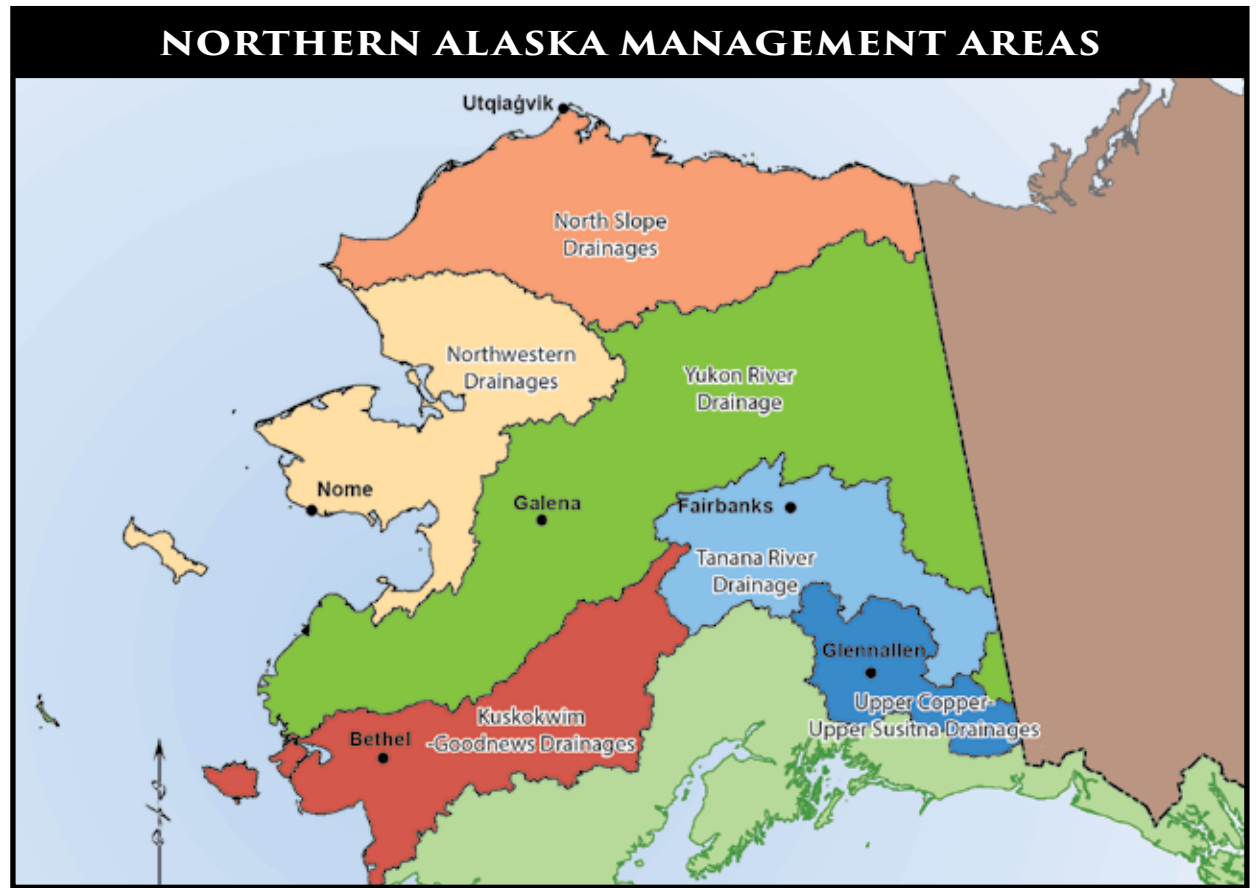 NORTHERN ALASKA MANAGEMENT AREAS
Utqiaġvik
North Slope
Drainages
Northwestern
Drainages
Yukon River
Drainage
Nome
Galena
Fairbanks
Tanana River
Drainage
Glennallen
Upper Copper-
Upper Susitna Drainages
Kuskokwim
-Goodnews Drainages
Bethel